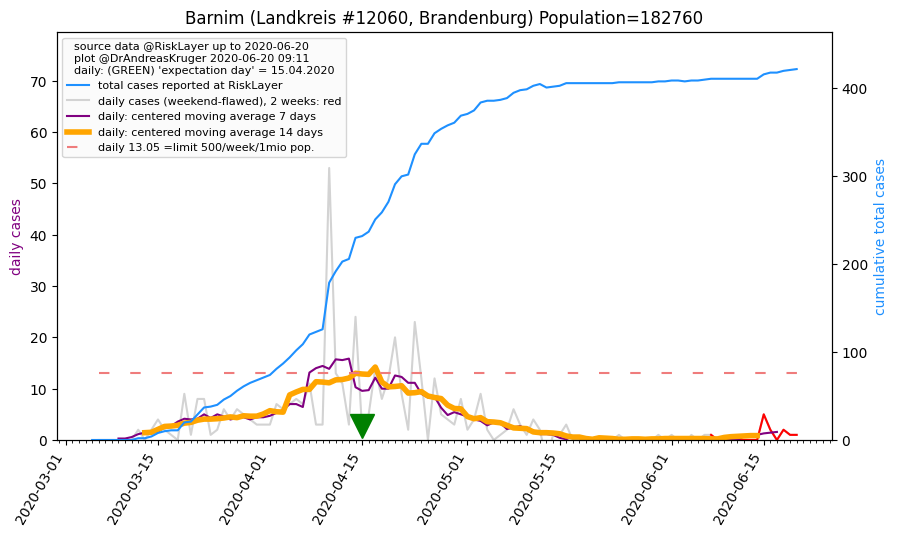 Barnim (Landkreis #12060, Brandenburg) Population=182760
source data @RiskLayer up to 2020-06-20
plot @DrAndreasKruger 2020-06-20 09:11
daily: (GREEN) 'expectation day' = 15.04.2020
total cases reported at RiskLayer
daily cases (weekend-flawed), 2 weeks: red
daily: centered moving average 7 days
daily: centered moving average 14 days
daily 13.05 =limit 500/week/1mio pop.
daily cases
70
60
50
40
30
20
10
0
cumulative total cases
400
300
200
100
0
2020-03-01
2020-03-15
2020-04-01
2020-04-15
2020-05-01
2020-05-15
2020-06-01
2020-06-15